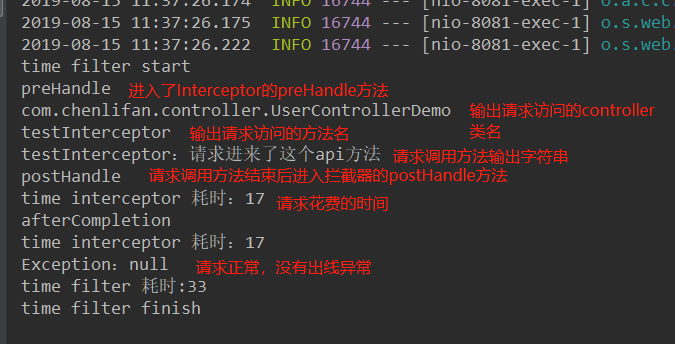 2019-08-15 11:37:26.174  INFO 16744 --- [nio-8081-exec-1] o.a.c.c.
2019-08-15 11:37:26.175  INFO 16744 --- [nio-8081-exec-1] o.s.web.
2019-08-15 11:37:26.222  INFO 16744 --- [nio-8081-exec-1] o.s.web.
time filter start
preHandle 进入了Interceptor的preHandle方法
com.chenlifan.controller.UserControllerDemo 输出请求访问的controller
类名
testInterceptor 输出请求访问的方法名
testInterceptor：请求进来了这个api方法 请求调用方法输出字符串
postHandle 请求调用方法结束后进入拦截器的postHandle方法
time interceptor 耗时：17 请求花费的时间
afterCompletion
time interceptor 耗时：17
Exception：null 请求正常，没有出线异常
time filter 耗时:33
time filter finish